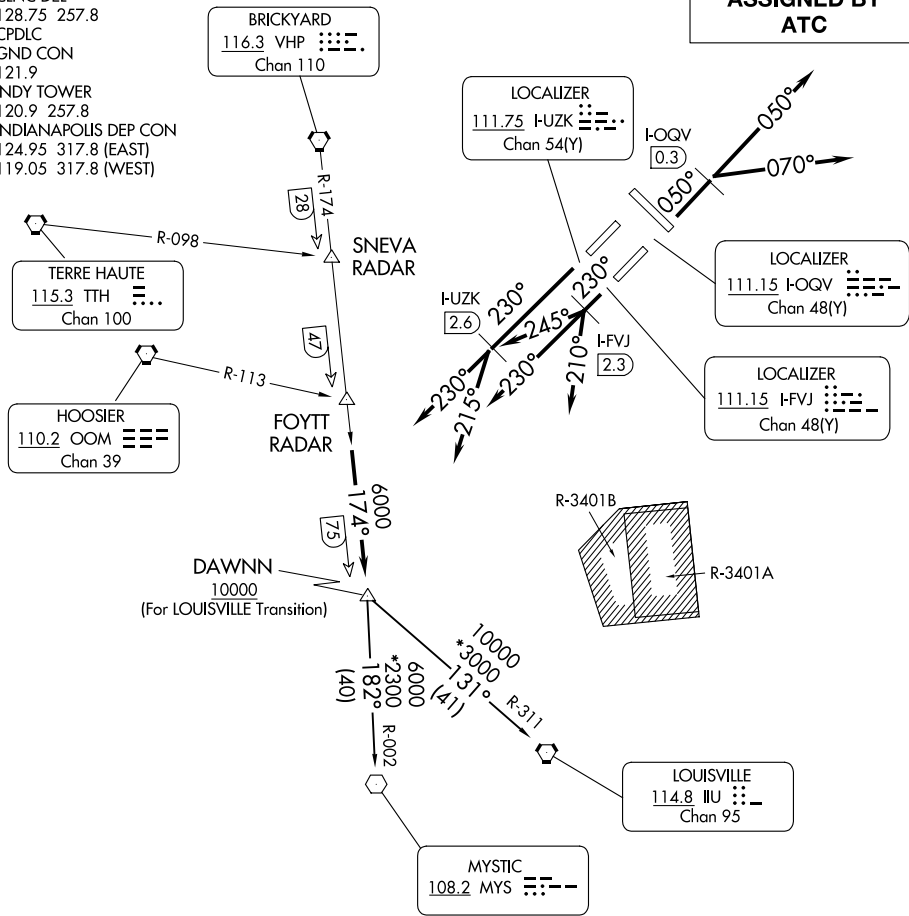 128.75 257.8
CPDLC
GND CON
121.9
INDY TOWER
120.9 257.8
INDIANAPOLIS DEP CON
124.95 317.8 (EAST)
119.05 317.8 (WEST)
ASSIGNED BY
ATC
BRICKYARD
116.3 VHP
Chan 110
LOCALIZER
111.75 I-UZK
Chan 54(Y)
I-OQV
0.3
050°
050°
070°
R-174
28
R-098
SNEVA
RADAR
TERRE HAUTE
115.3 TTH
Chan 100
LOCALIZER
111.15 I-OQV
Chan 48(Y)
I-UZK
2.6
230°
230°
245°
I-FVJ
2.3
230°
215°
230°
210°
47
R-113
HOOSIER
110.2 OOM
Chan 39
FOYTT
RADAR
LOCALIZER
111.15 I-FVJ
Chan 48(Y)
6000
174°
75
R-3401B
R-3401A
DAWNN
10000
(For LOUISVILLE Transition)
6000
*2300
182°
(40)
R-002
10000
*3000
131°
(41)
R-311
LOUISVILLE
114.8 IIU
Chan 95
MYSTIC
108.2 MYS